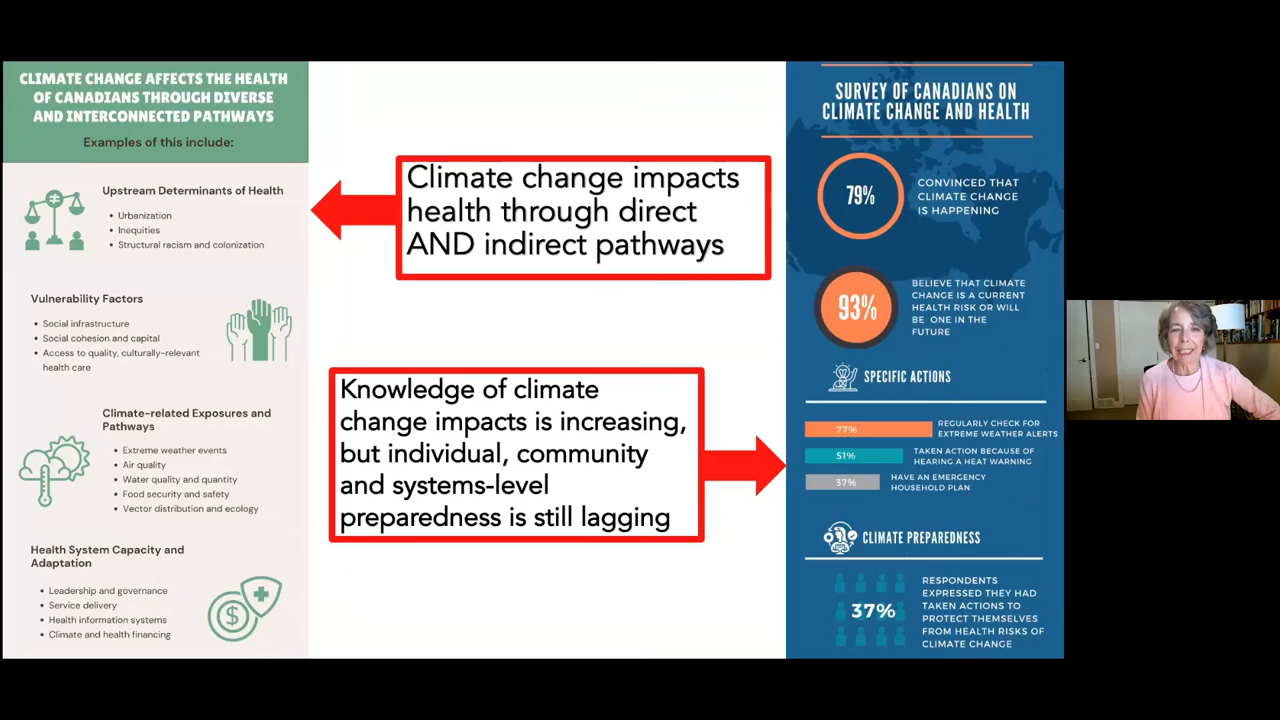 CLIMATE CHANGE AFFECTS THE HEALTH
OF CANADIANS THROUGH DIVERSE
AND INTERCONNECTED PATHWAYS
Examples of this include:
Upstream Determinants of Health
• Urbanization
• Inequities
• Structural racism and colonization
Vulnerability Factors
• Social infrastructure
• Social cohesion and capital
• Access to quality, culturally-relevant
health care
Climate-related Exposures and
Pathways
• Extreme weather events
• Air quality
• Water quality and quantity
• Food security and safety
• Vector distribution and ecology
Health System Capacity and
Adaptation
• Leadership and governance
• Service delivery
• Health information systems
• Climate and health financing
$
Climate change impacts
health through direct
AND indirect pathways
Knowledge of climate
change impacts is increasing,
but individual, community
and systems-level
preparedness is still lagging
SURVEY OF CANADIANS ON
CLIMATE CHANGE AND HEALTH
79%
CONVINCED THAT
CLIMATE CHANGE
IS HAPPENING
93%
BELIEVE THAT CLIMATE
CHANGE IS A CURRENT
HEALTH RISK OR WILL
BE ONE IN THE
FUTURE
SPECIFIC ACTIONS
77%
REGULARLY CHECK FOR
EXTREME WEATHER ALERTS
51%
TAKEN ACTION BECAUSE OF
HEARING A HEAT WARNING
37%
HAVE AN EMERGENCY
HOUSEHOLD PLAN
CLIMATE PREPAREDNESS
37%
RESPONDENTS
EXPRESSED THEY HAD
TAKEN ACTIONS TO
PROTECT THEMSELVES
FROM HEALTH RISKS OF
CLIMATE CHANGE